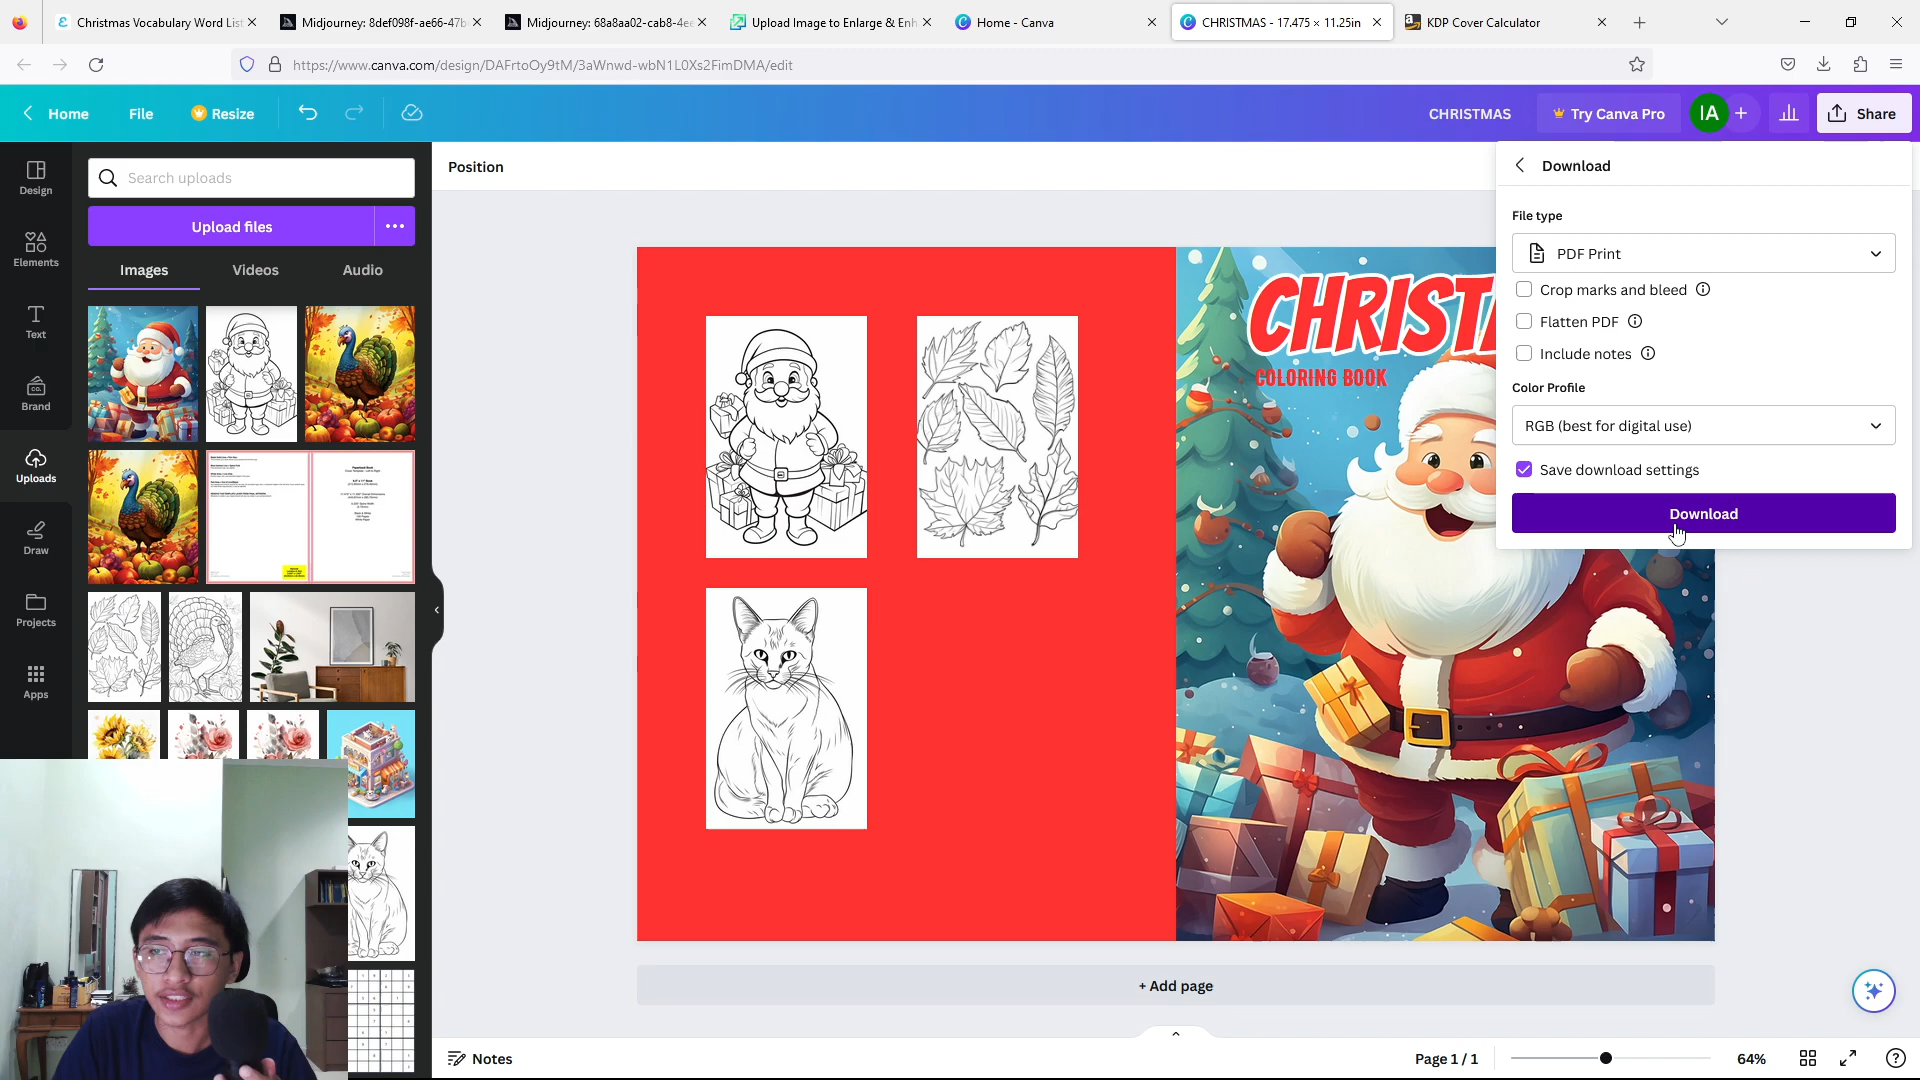 Christmas Vocabulary Word List
Midjourney: 8def098f-ae66-47b
Midjourney: 68a8aa02-cab8-4ee
Upload Image to Enlarge & Enh
Home - Canva
CHRISTMAS - 17.475 × 11.25in
KDP Cover Calculator
https://www.canva.com/design/DAFrtoOy9tM/3aWnwd-wbN1L0Xs2FimDMA/edit
Home
File
Resize
CHRISTMAS
Try Canva Pro
IA
Share
Design
Elements
Text
Brand
Uploads
Draw
Projects
Apps
Search uploads
Upload files
Images
Videos
Audio
Position
CHRIST
COLORING BOOK
Download
File type
PDF Print
Crop marks and bleed
Flatten PDF
Include notes
Color Profile
RGB (best for digital use)
Save download settings
Download
+ Add page
Notes
Page 1 / 1
64%